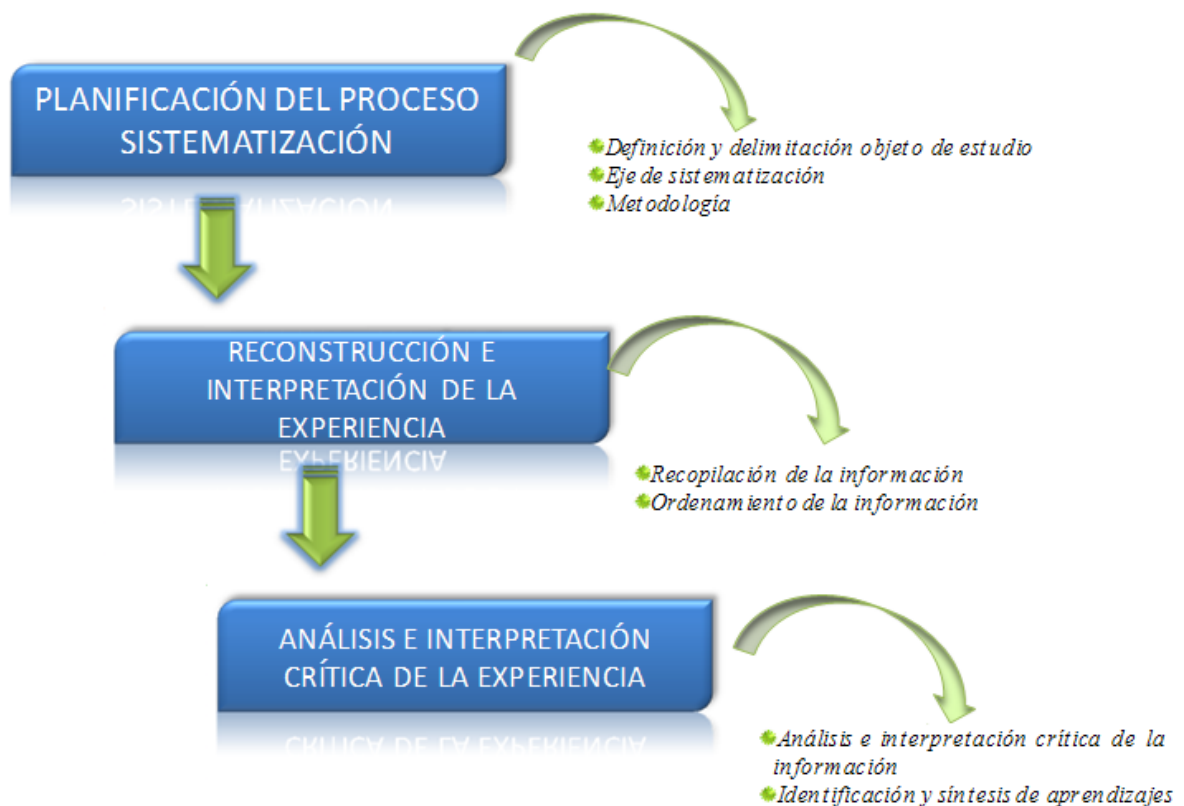 PLANIFICACIÓN DEL PROCESO
SISTEMATIZACIÓN
Definición y delimitación objeto de estudio
Eje de sistematización
Metodología
RECONSTRUCCIÓN E
INTERPRETACIÓN DE LA
EXPERIENCIA
Recopilación de la información
Ordenamiento de la información
ANÁLISIS E INTERPRETACIÓN
CRÍTICA DE LA EXPERIENCIA
Análisis e interpretación crítica de la
información
Identificación y síntesis de aprendizajes